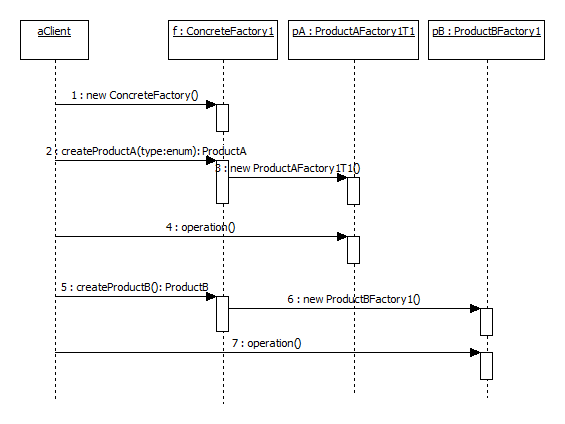 aClient
f : ConcreteFactory1
pA : ProductAFactory1T1
pB : ProductBFactory1
1 : new ConcreteFactory()
2 : createProductA(type:enum): ProductA
3 : new ProductAFactory1T1()
4 : operation()
5 : createProductB(): ProductB
6 : new ProductBFactory1()
7 : operation()